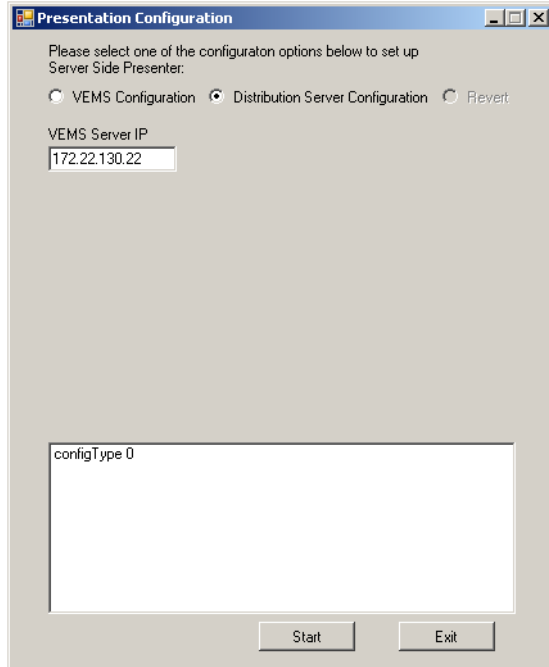 Presentation Configuration
Please select one of the configuraton options below to set up
Server Side Presenter:
VEMS Configuration Distribution Server Configuration Revert
VEMS Server IP
172.22.130.22
configType 0
Start Exit